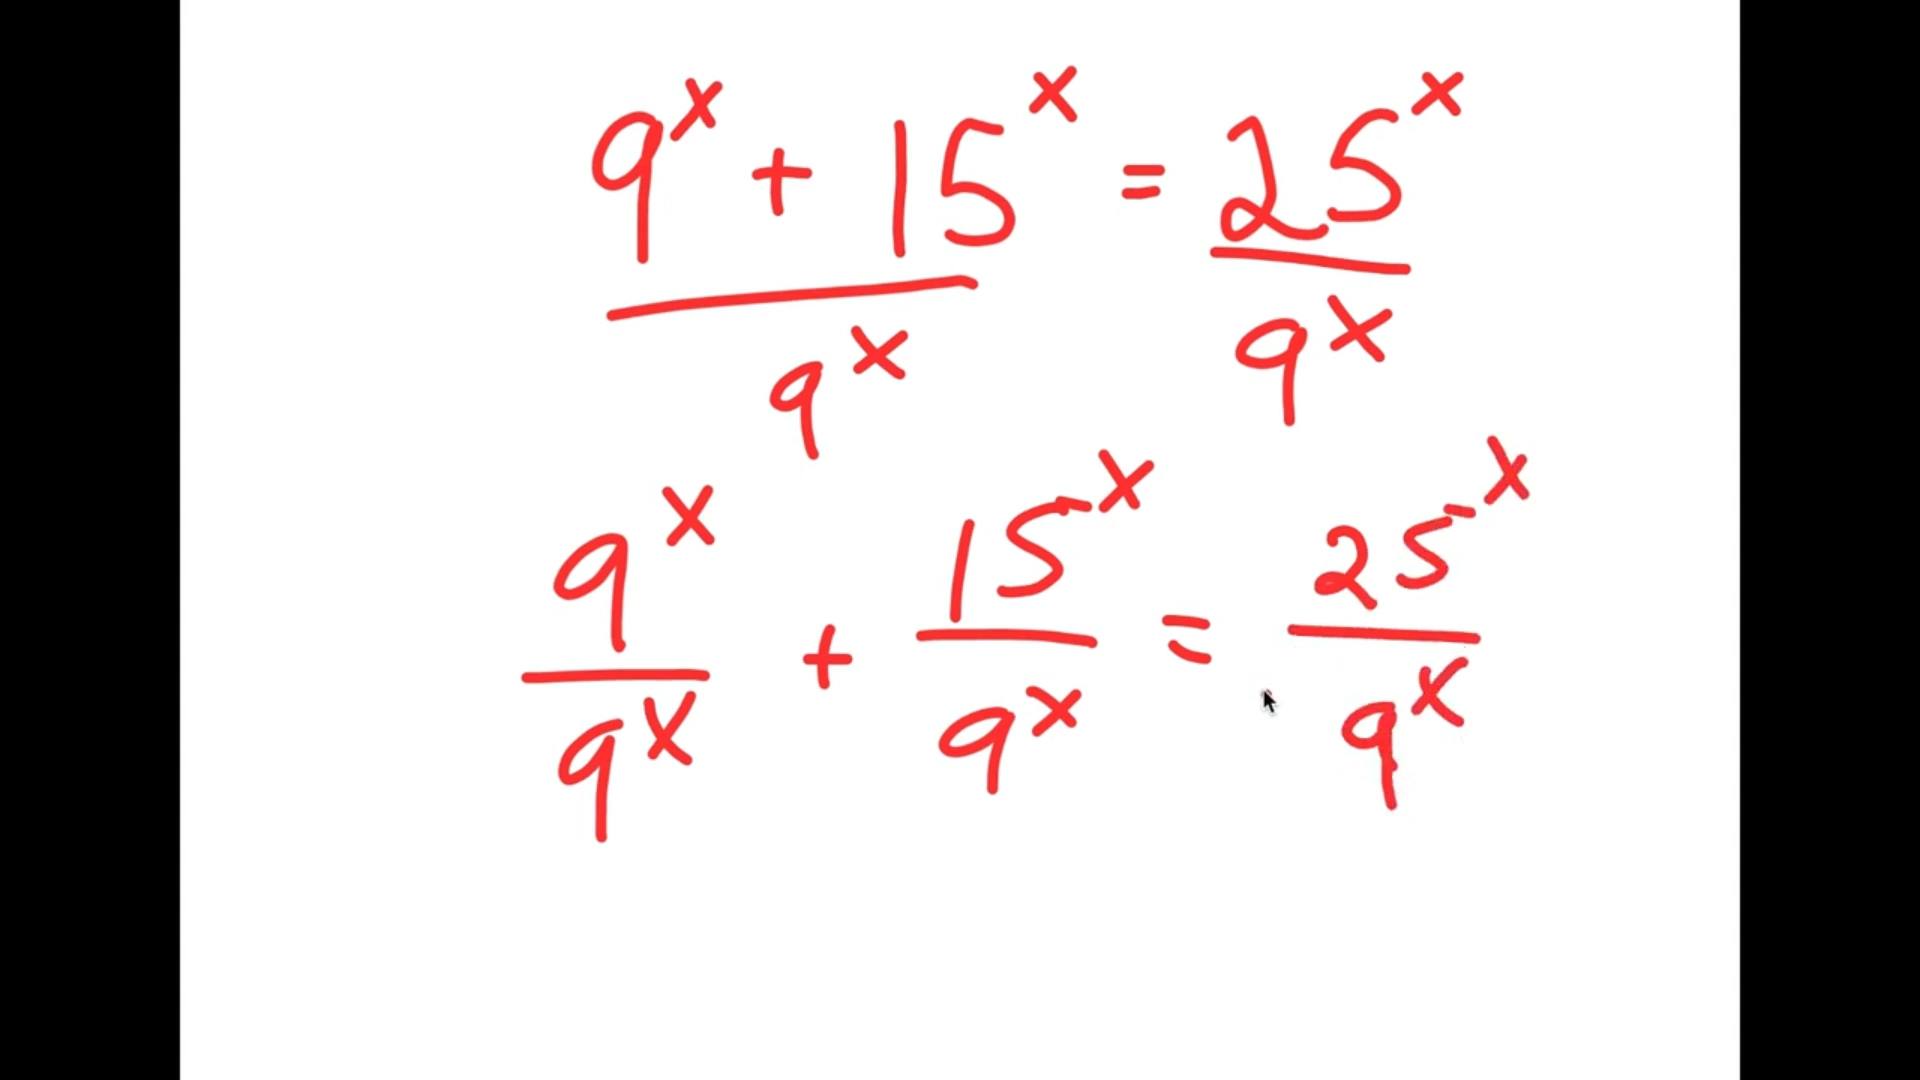 9^x + 15^x = 25^x
9^x 9^x
9^x/9^x + 15^x/9^x = 25^x/9^x